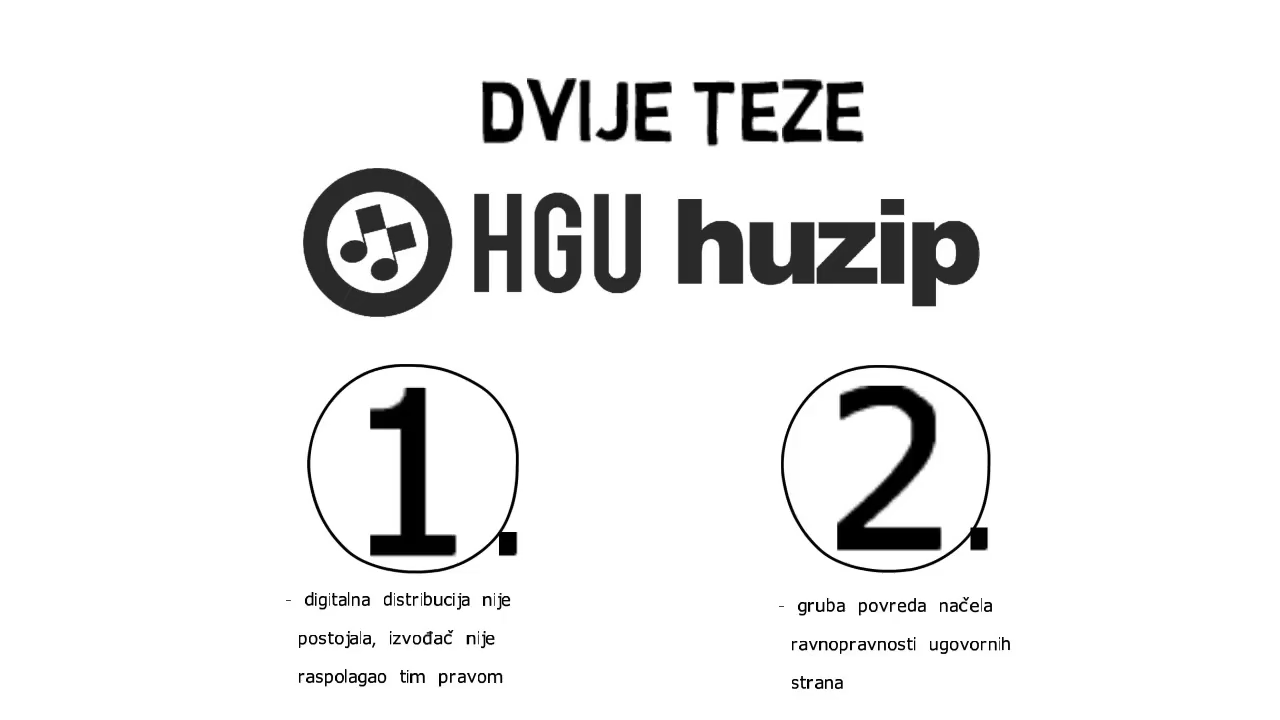 DVIJE TEZE
HGU huzip
1. 2.
- digitalna distribucija nije
postojala, izvođač nije
raspolagao tim pravom
- gruba povreda načela
ravnopravnosti ugovornih
strana